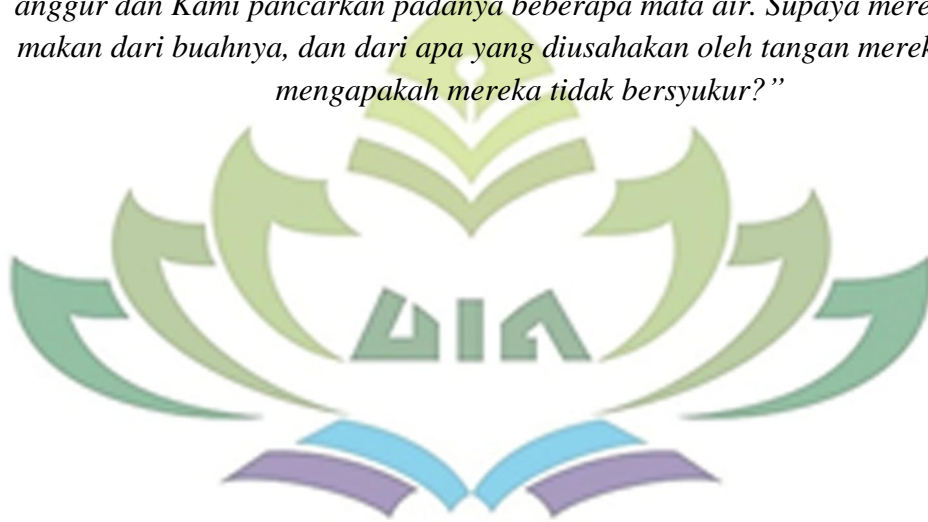 anggur dan Kami pancarkan padanya beberapa mata air. Supaya mere
makan dari buahnya, dan dari apa yang diusahakan oleh tangan merek
mengapakah mereka tidak bersyukur?”
UIN